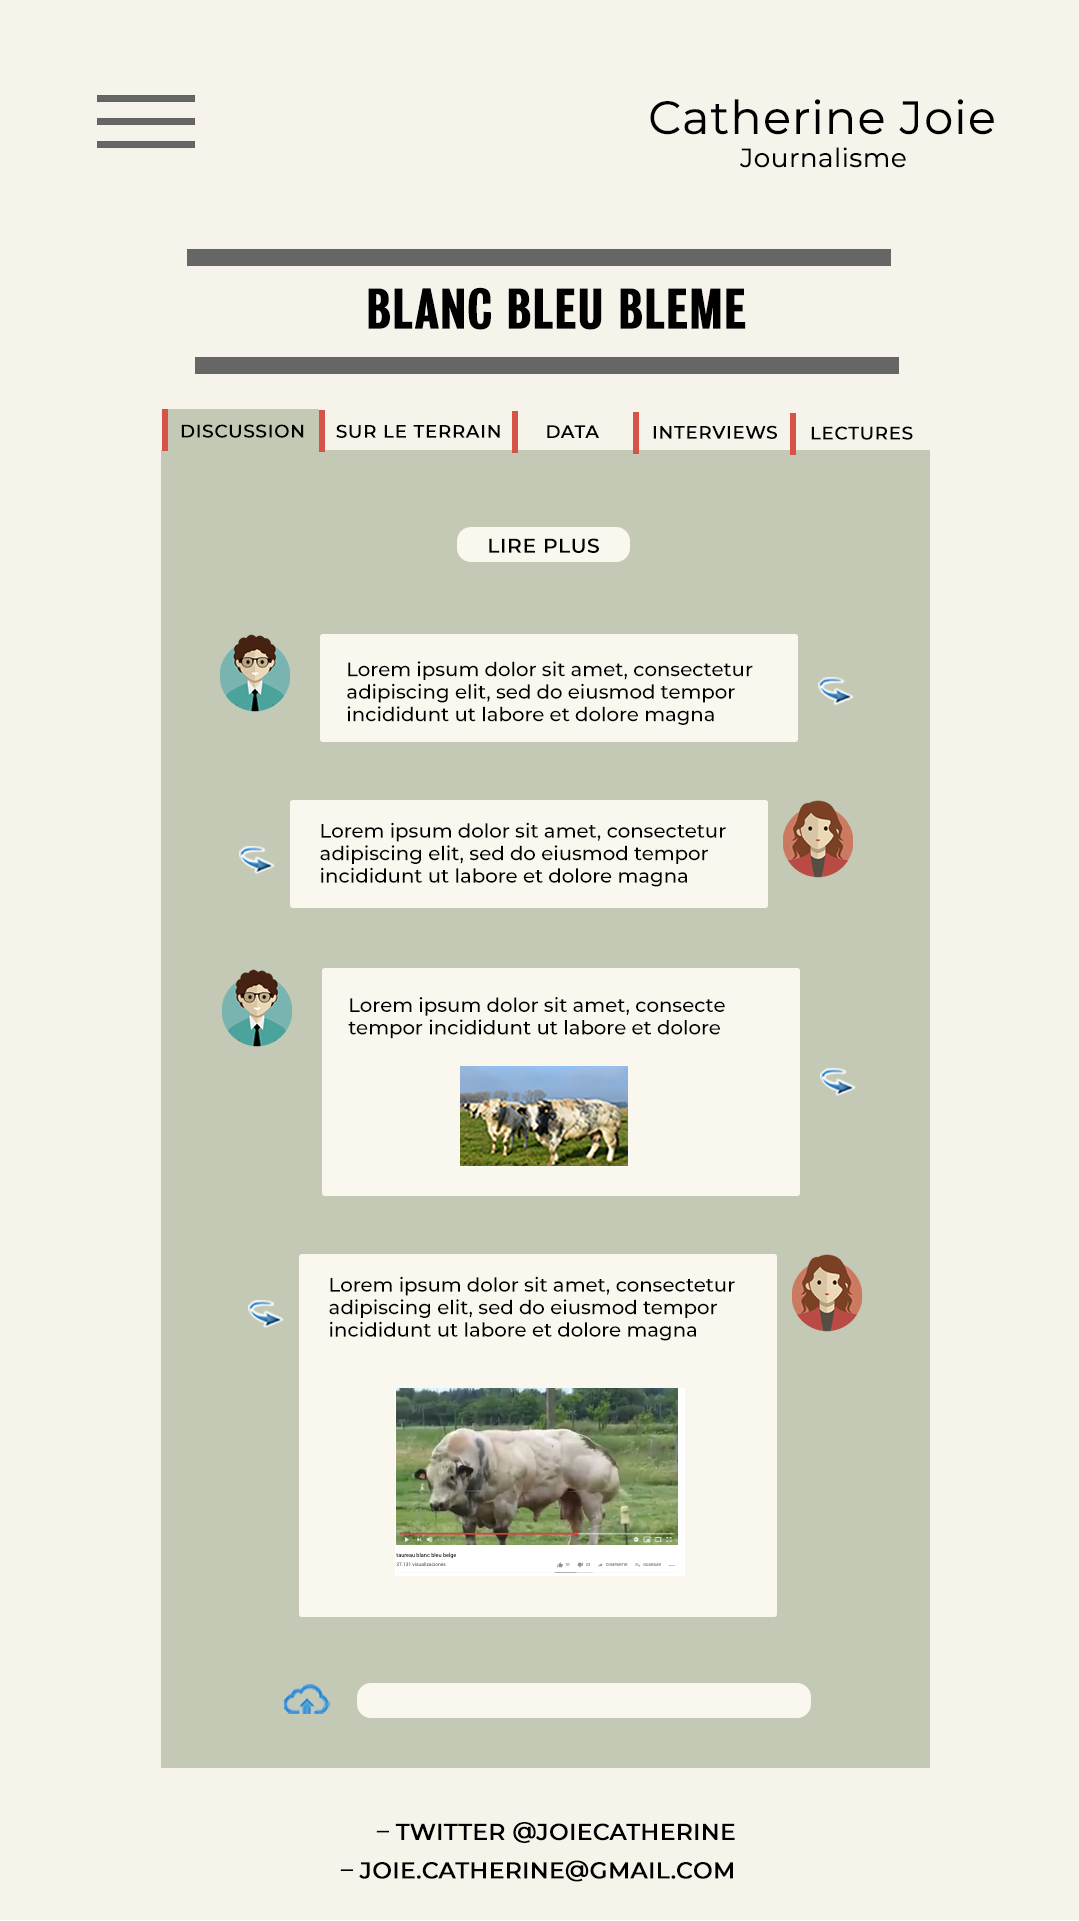 Catherine Joie
Journalisme
BLANC BLEU BLEME
DISCUSSION SUR LE TERRAIN DATA INTERVIEWS LECTURES
LIRE PLUS
Lorem ipsum dolor sit amet, consectetur
adipiscing elit, sed do eiusmod tempor
incididunt ut labore et dolore magna
Lorem ipsum dolor sit amet, consectetur
adipiscing elit, sed do eiusmod tempor
incididunt ut labore et dolore magna
Lorem ipsum dolor sit amet, consecte
tempor incididunt ut labore et dolore
Lorem ipsum dolor sit amet, consectetur
adipiscing elit, sed do eiusmod tempor
incididunt ut labore et dolore magna
taureau blanc bleu belge
– TWITTER @JOIECATHERINE
– JOIE.CATHERINE@GMAIL.COM